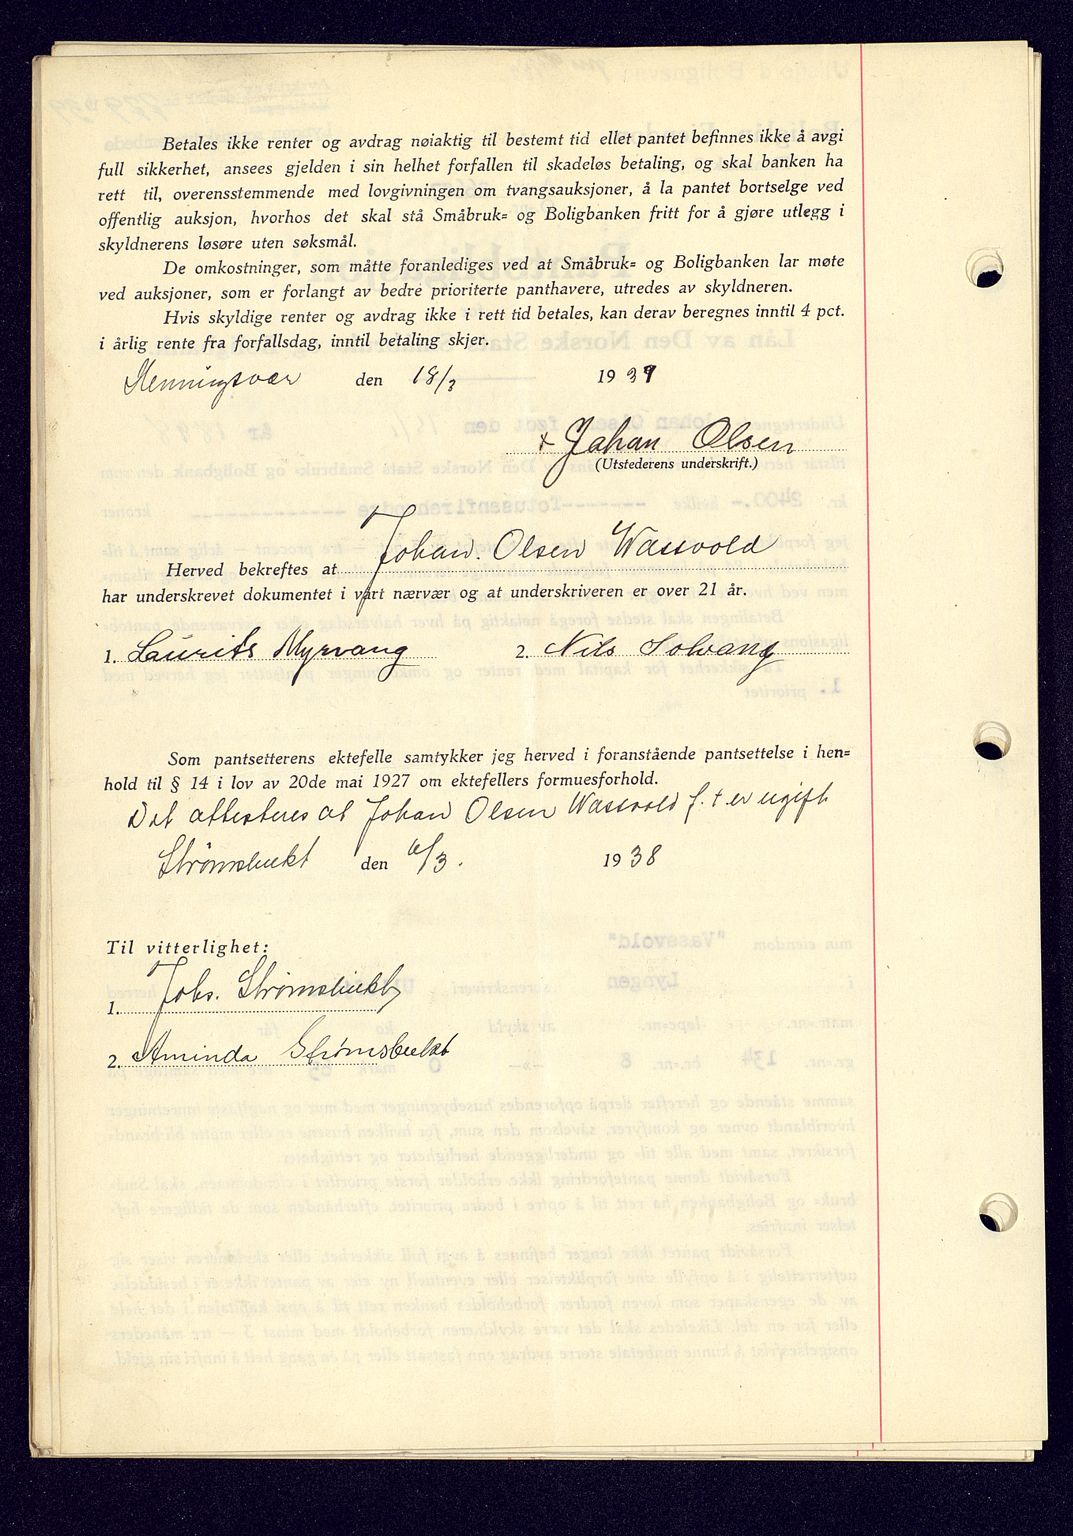 Betales ikke renter og avdrag nøiaktig til bestemt tid ellet pantet befinnes ikke å avgi
full sikkerhet, ansees gjelden i sin helhet forfallen til skadeløs betaling, og skal banken ha
rett til, overensstemmende med lovgivningen om tvangsauksjoner, å la pantet bortselge ved
offentlig auksjon, hvorhos det skal stå Småbruk= og Boligbanken fritt for å gjøre utlegg i
skyldnerens løsøre uten søksmål.
De omkostninger, som måtte foranlediges ved at Småbruk= og Boligbanken lar møte
ved auksjoner, som er forlangt av bedre prioriterte panthavere, utredes av skyldneren.
Hvis skyldige renter og avdrag ikke i rett tid betales, kan derav beregnes inntil 4 pct.
i årlig rente fra forfallsdag, inntil betaling skjer.
Henningsvær den 18/3 1939
x Johan Olsen
(Utstederens underskrift.)
Herved bekreftes at Johan. Olsen Wassvold
har underskrevet dokumentet i vårt nærvær og at underskriveren er over 21 år.
1. Laurits Myrvang 2. Nils Solvang
Som pantsetterens ektefelle samtykker jeg herved i foranstående pantsettelse i hen=
hold til § 14 i lov av 20de mai 1927 om ektefellers formuesforhold.
Det attesteres at Johan Olsen Wassvold f. t. er ugift
Strømsbukt den 6/3. 1938
Til vitterlighet:
1. Johs. Strømsbukt
2. Aminda Strømsbukt